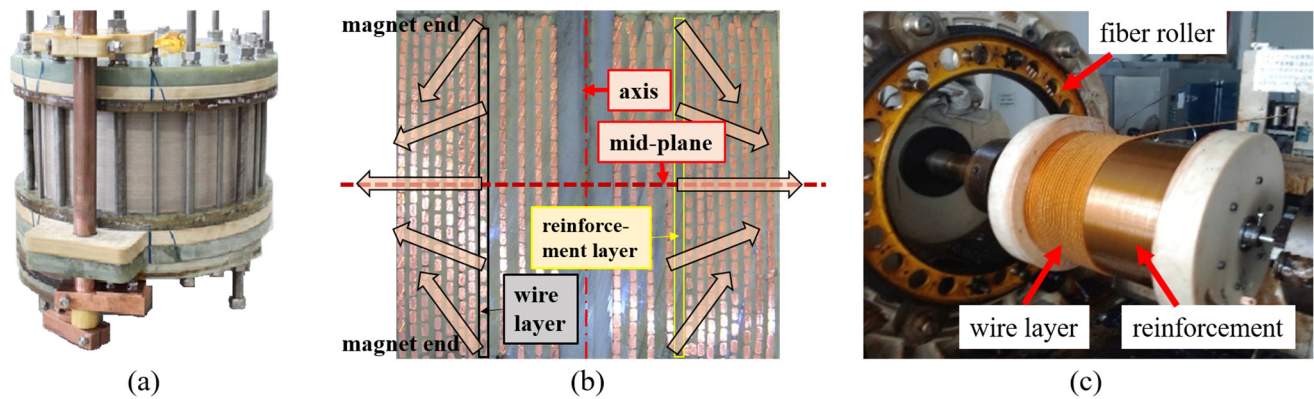 magnet end
axis
mid-plane
reinforce-
ment layer
wire
layer
magnet end
fiber roller
wire layer
reinforcement
(a)
(b)
(c)